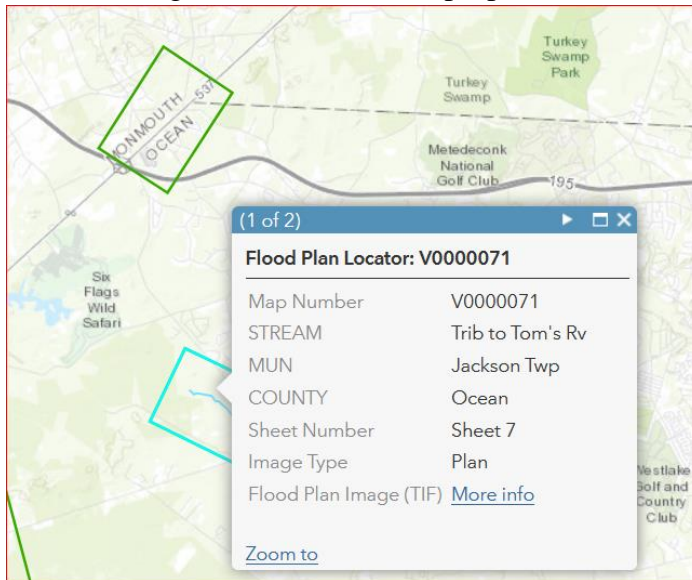 Turkey
Swamp
Park
Turkey
Swamp
537
MONMOUTH
OCEAN
Metedeconk
National
Golf Club
195
Six
Flags
Wild
Safari
(1 of 2)
Flood Plan Locator: V0000071
Map Number V0000071
STREAM Trib to Tom's Rv
MUN Jackson Twp
COUNTY Ocean
Sheet Number Sheet 7
Image Type Plan
Flood Plan Image (TIF) More info
Zoom to
Westlake
Golf and
Country
Club